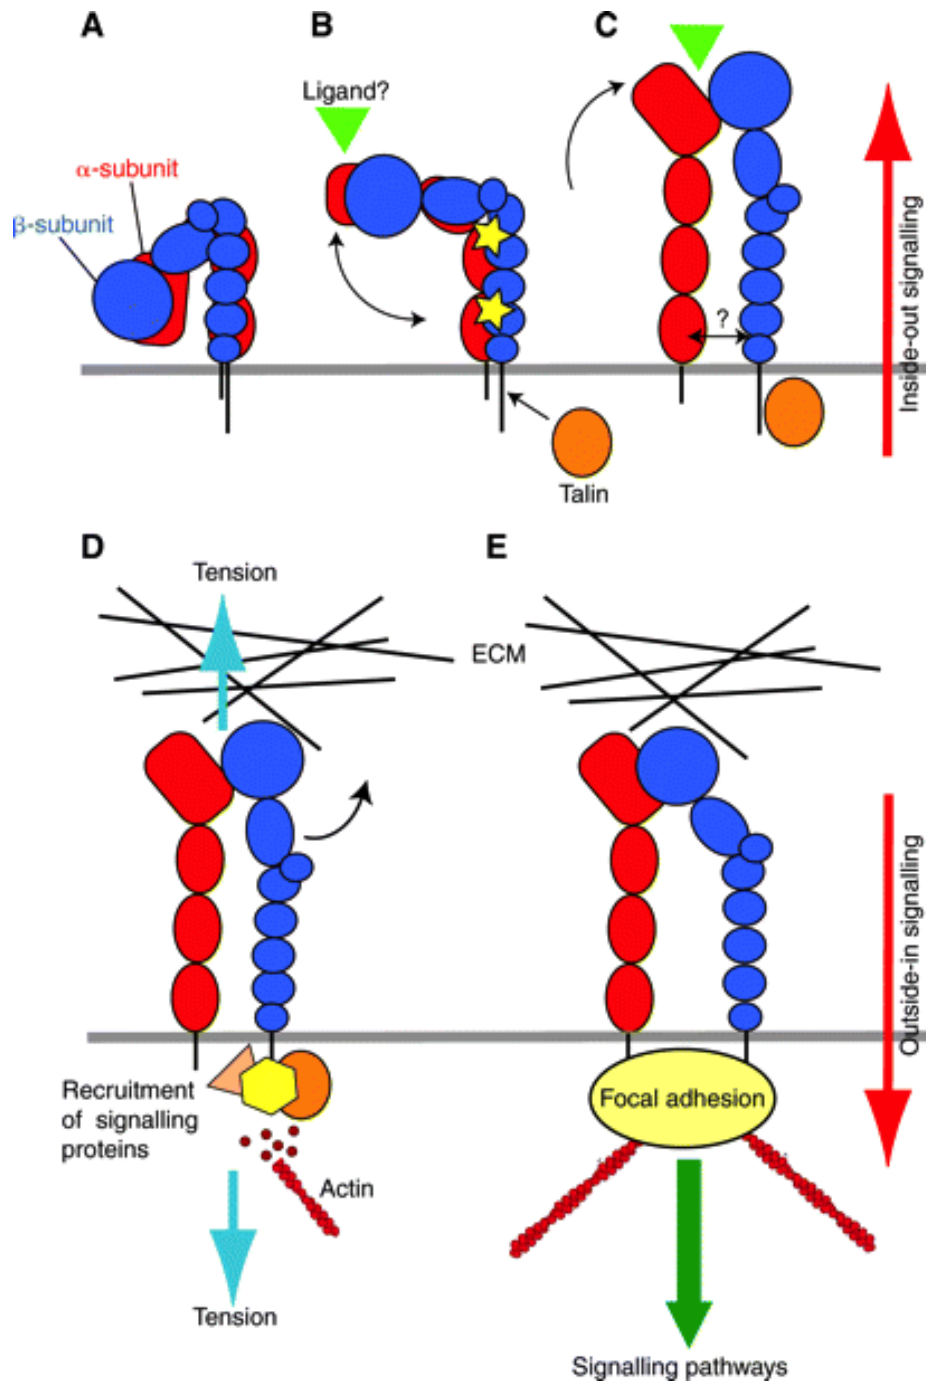 A
B
C
Ligand?
α-subunit
β-subunit
?
Talin
Inside-out signalling
D
E
Tension
ECM
Recruitment
of signalling
proteins
Actin
Tension
Focal adhesion
Outside-in signalling
Signalling pathways